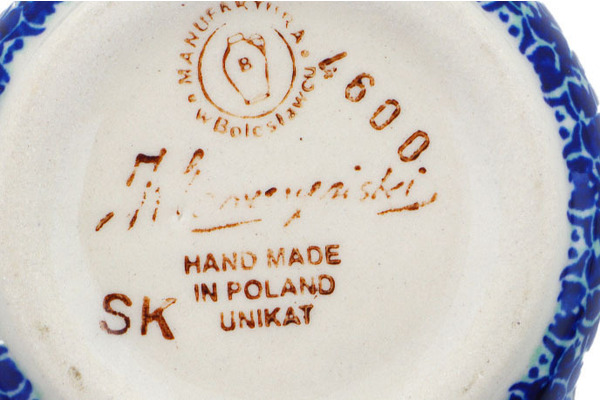 MANUFAKTURA
w Bolesławcu
B
4600
HAND MADE
IN POLAND
UNIKAT
SK